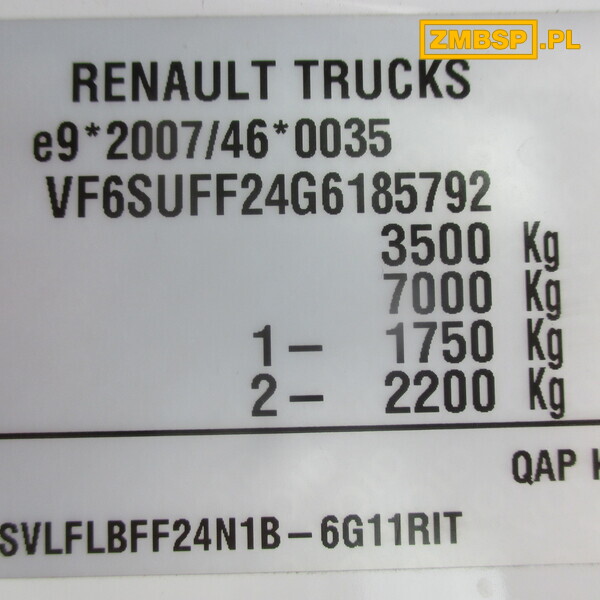 ZMBSP.PL
RENAULT TRUCKS
e9*2007/46*0035
VF6SUFF24G6185792
3500 Kg
7000 Kg
1- 1750 Kg
2- 2200 Kg
QAP
SVLFLBFF24N1B-6G11RIT